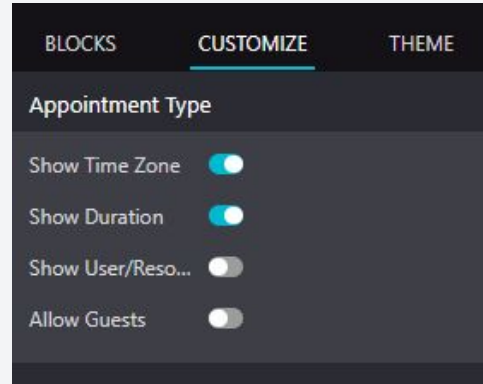 BLOCKS CUSTOMIZE THEME
Appointment Type
Show Time Zone
Show Duration
Show User/Reso...
Allow Guests